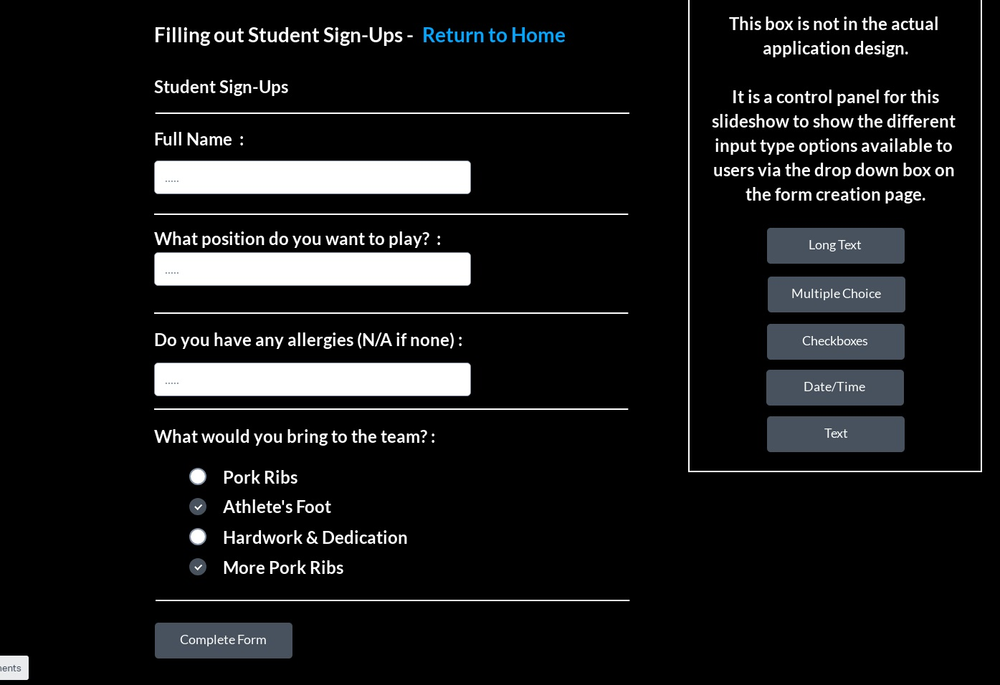 Filling out Student Sign-Ups - Return to Home
Student Sign-Ups
Full Name :
.....
What position do you want to play? :
.....
Do you have any allergies (N/A if none) :
.....
What would you bring to the team? :
Pork Ribs
Athlete's Foot
Hardwork & Dedication
More Pork Ribs
Complete Form
This box is not in the actual
application design.
It is a control panel for this
slideshow to show the different
input type options available to
users via the drop down box on
the form creation page.
Long Text
Multiple Choice
Checkboxes
Date/Time
Text